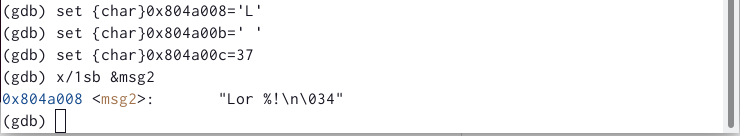 (gdb) set {char}0x804a008='L'
(gdb) set {char}0x804a00b=' '
(gdb) set {char}0x804a00c=37
(gdb) x/1sb &msg2
0x804a008 <msg2>:       "Lor %!\n\034"
(gdb)